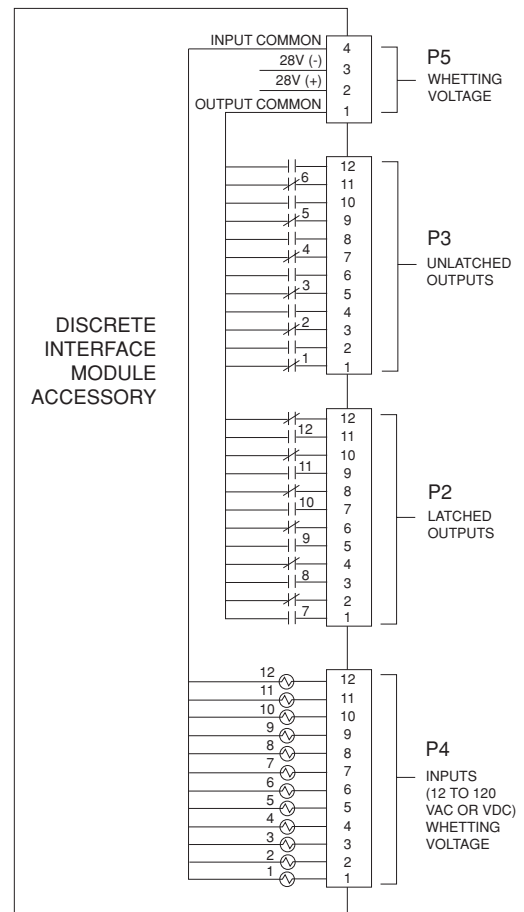 INPUT COMMON
4
28V (-)
3
28V (+)
2
OUTPUT COMMON
1
P5
WHETTING
VOLTAGE
12
6
11
10
5
9
8
4
7
6
3
5
4
2
3
2
1
1
P3
UNLATCHED
OUTPUTS
DISCRETE
INTERFACE
MODULE
ACCESSORY
12
12
11
10
11
9
8
10
7
6
9
5
4
8
3
2
7
1
P2
LATCHED
OUTPUTS
12 12
11 11
10 10
9 9
8 8
7 7
6 6
5 5
4 4
3 3
2 2
1 1
P4
INPUTS
(12 TO 120
VAC OR VDC)
WHETTING
VOLTAGE